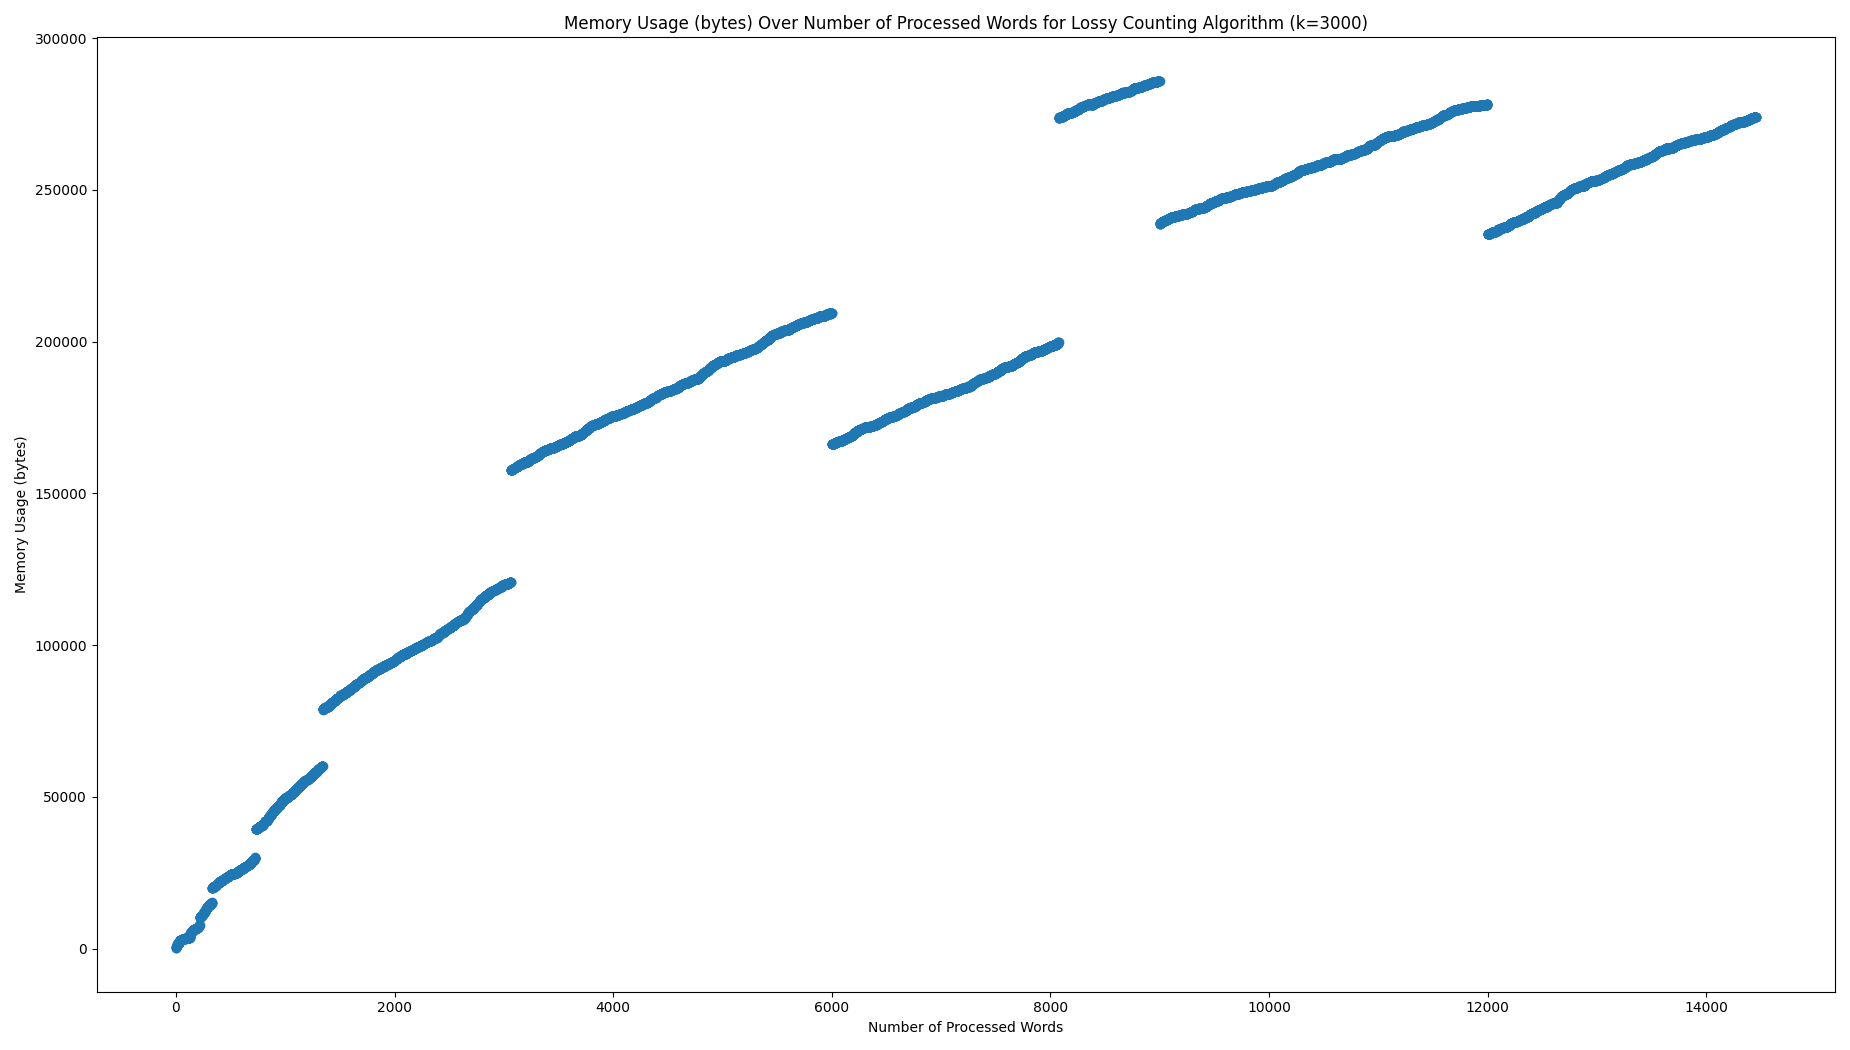 Memory Usage (bytes) Over Number of Processed Words for Lossy Counting Algorithm (k=3000)
300000
250000
200000
150000
100000
50000
0
Memory Usage (bytes)
0 2000 4000 6000 8000 10000 12000 14000
Number of Processed Words